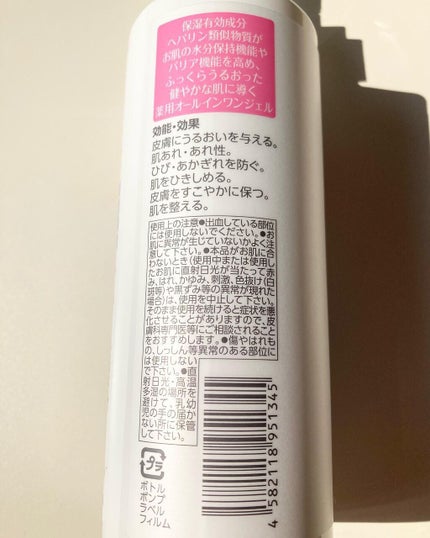 保湿有効成分
ヘパリン類似物質が
お肌の水分保持機能や
バリア機能を高め、
ふっくらうるおった
健やかな肌に導く
薬用オールインワンジェル
効能・効果
皮膚にうるおいを与える。
肌あれ・あれ性。
ひび・あかぎれを防ぐ。
肌をひきしめる。
皮膚をすこやかに保つ。
肌を整える。
使用上の注意●出血している部位
には使用しないでください。●お
肌に異常が生じていないかよく注
意して下さい。●本品がお肌に合
わないとき(使用中または使用し
たお肌に直射日光が当たって赤
み、はれ、かゆみ、刺激、色抜け(白
斑等)や黒ずみ等の異常が現れた
場合)は、使用を中止して下さい。
そのまま使用を続けると症状を悪
化させることがありますので、皮
膚科専門医等にご相談されること
をおすすめします。●傷やはれも
の、しっしん等異常のある部位に
は使用しない
で下さい。●直
射日光・高温
多湿の場所を
避けて、乳幼
児の手の届か
ない所に保管
して下さい。
プラ
ボトル
ポンプ
ラベル
フィルム
4 582118 951345